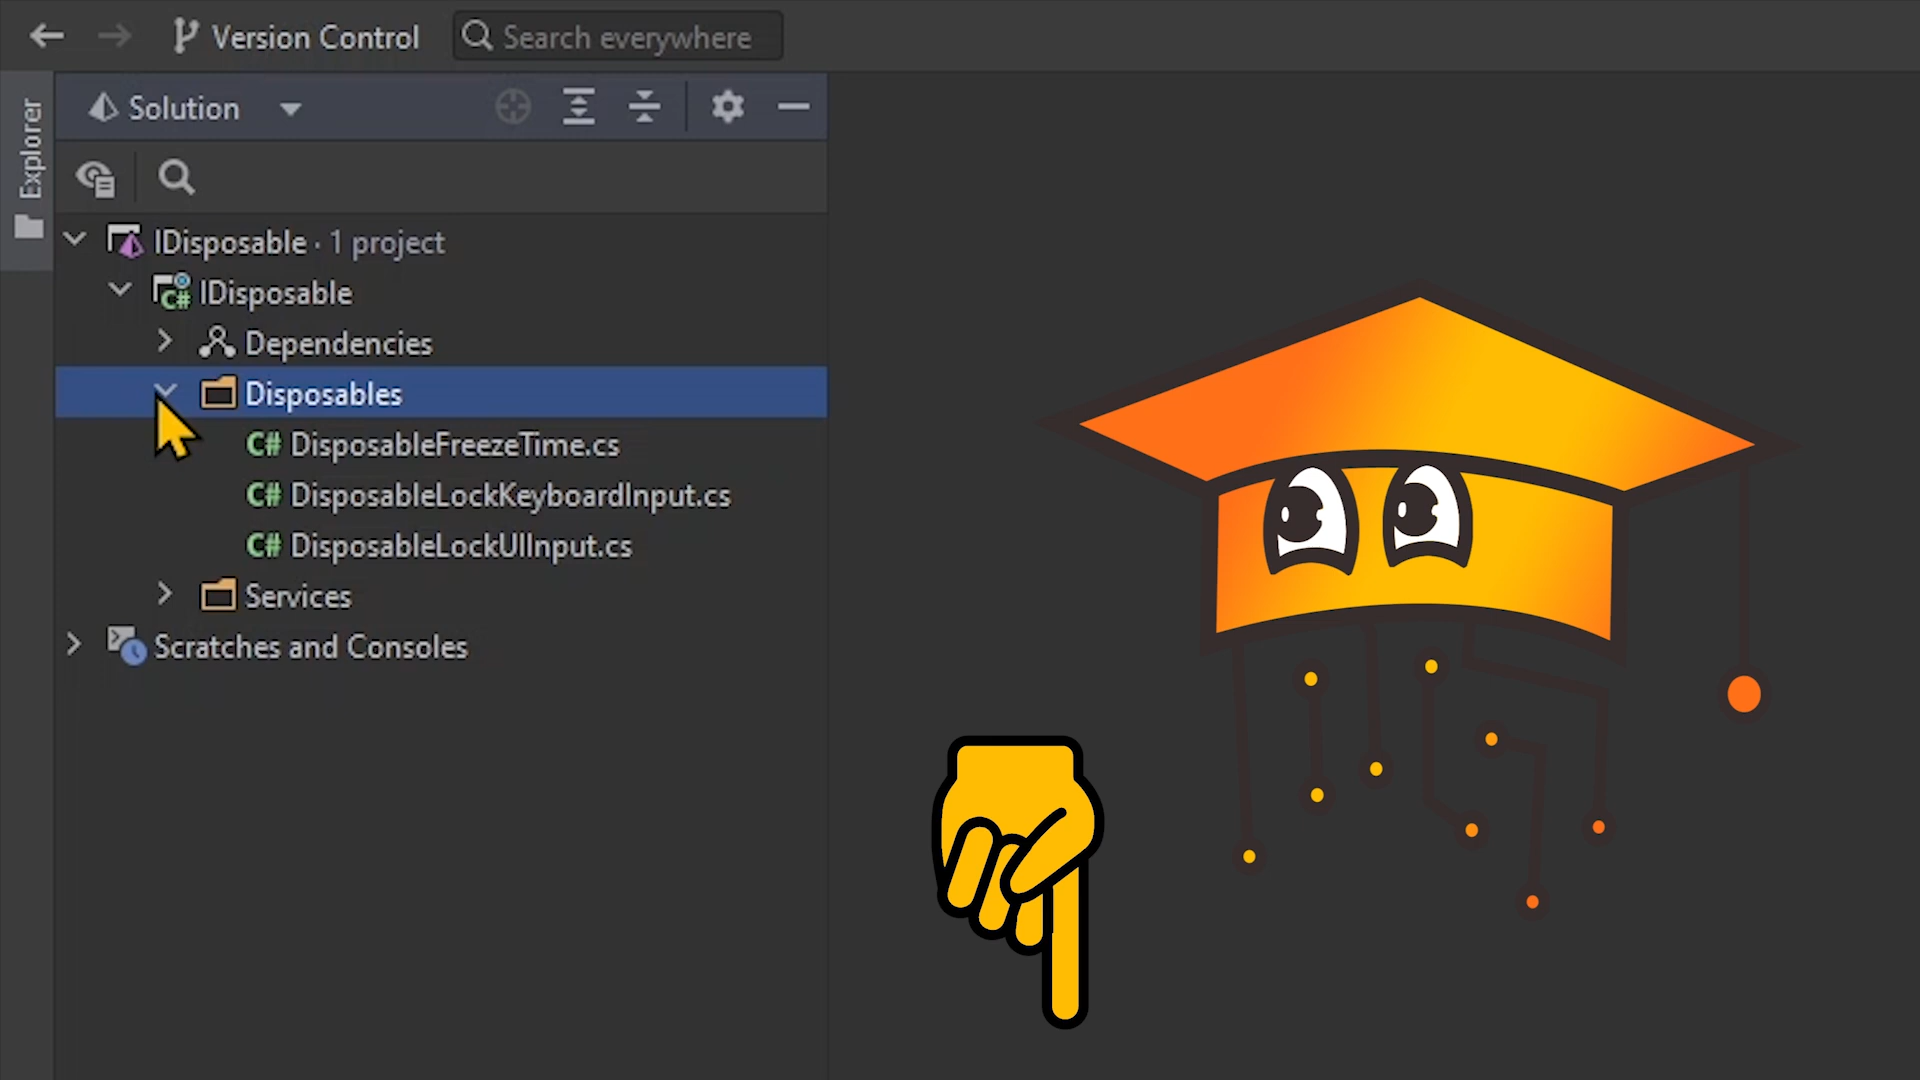 Version Control
Search everywhere
Explorer
Solution
IDisposable · 1 project
C# IDisposable
Dependencies
Disposables
C# DisposableFreezeTime.cs
C# DisposableLockKeyboardInput.cs
C# DisposableLockUIInput.cs
Services
Scratches and Consoles